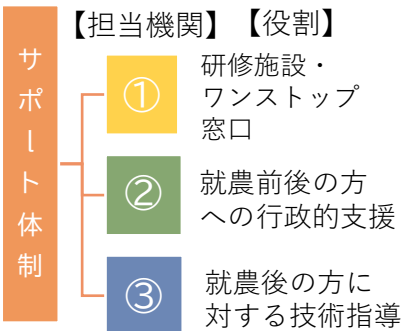 【担当機関】【役割】
サポート体制
①
研修施設・
ワンストップ
窓口
②
就農前後の方
への行政的支援
③
就農後の方に
対する技術指導